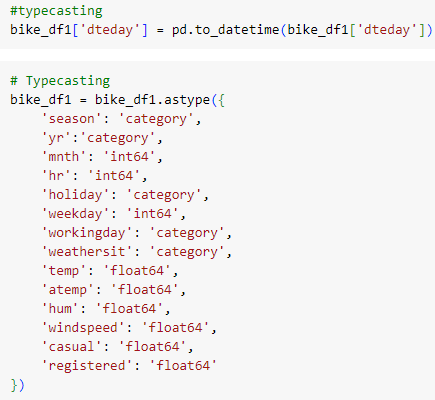 #typecasting
bike_df1['dteday'] = pd.to_datetime(bike_df1['dteday'])
# Typecasting
bike_df1 = bike_df1.astype({
    'season': 'category',
    'yr':'category',
    'mnth': 'int64',
    'hr': 'int64',
    'holiday': 'category',
    'weekday': 'int64',
    'workingday': 'category',
    'weathersit': 'category',
    'temp': 'float64',
    'atemp': 'float64',
    'hum': 'float64',
    'windspeed': 'float64',
    'casual': 'float64',
    'registered': 'float64'
})